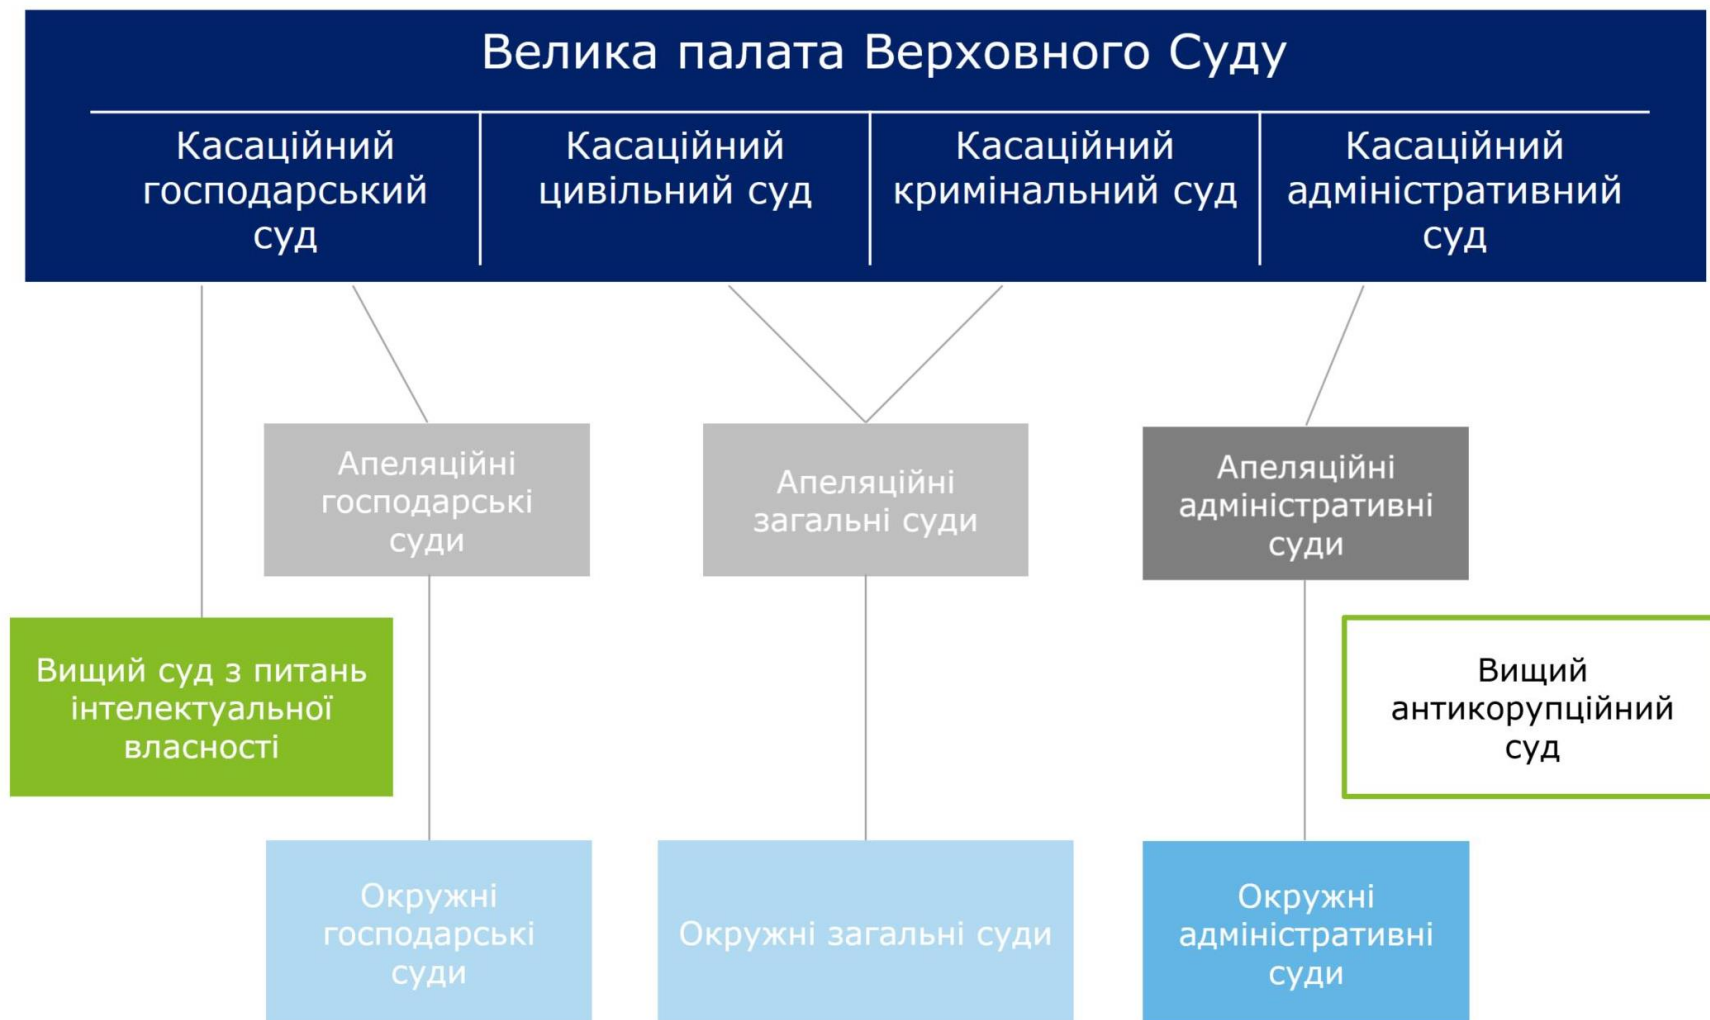 Велика палата Верховного Суду
Касаційний
господарський
суд
Касаційний
цивільний суд
Касаційний
кримінальний суд
Касаційний
адміністративний
суд
Апеляційні
господарські
суди
Апеляційні
загальні суди
Апеляційні
адміністративні
суди
Вищий суд з питань
інтелектуальної
власності
Вищий
антикорупційний
суд
Окружні
господарські
суди
Окружні загальні суди
Окружні
адміністративні
суди